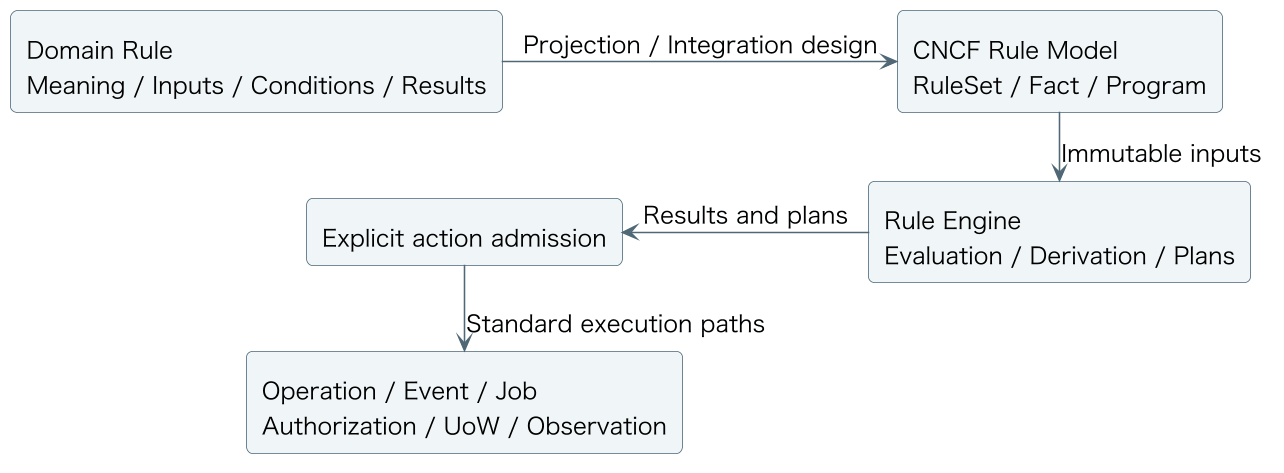 Domain Rule
Meaning / Inputs / Conditions / Results
Projection / Integration design
CNCF Rule Model
RuleSet / Fact / Program
Immutable inputs
Rule Engine
Evaluation / Derivation / Plans
Results and plans
Explicit action admission
Standard execution paths
Operation / Event / Job
Authorization / UoW / Observation